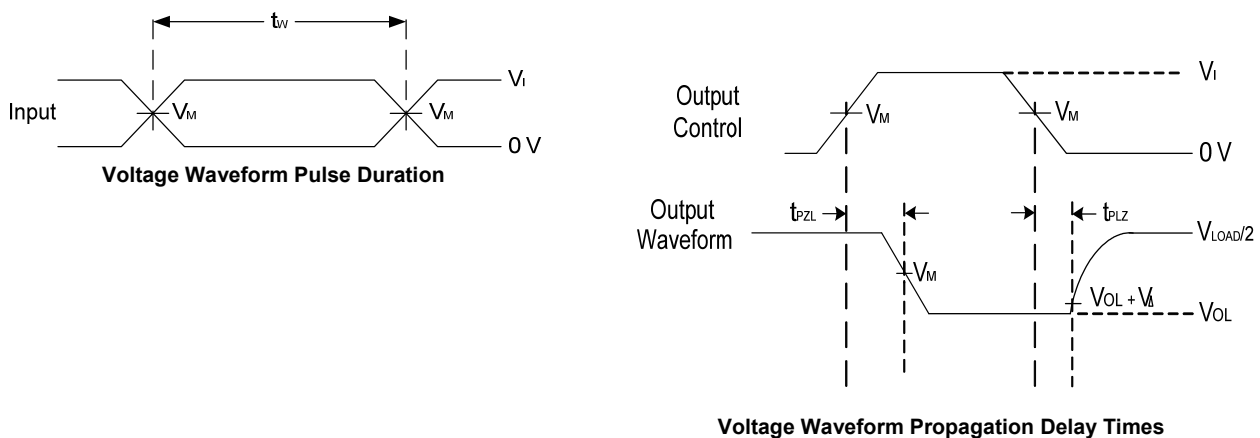 tW
Input
VM
VM
VI
0 V
Voltage Waveform Pulse Duration
Output
Control
VM
VM
VI
0 V
Output
Waveform
tPZL
tPLZ
VLOAD/2
VM
VOL + VΔ
VOL
Voltage Waveform Propagation Delay Times